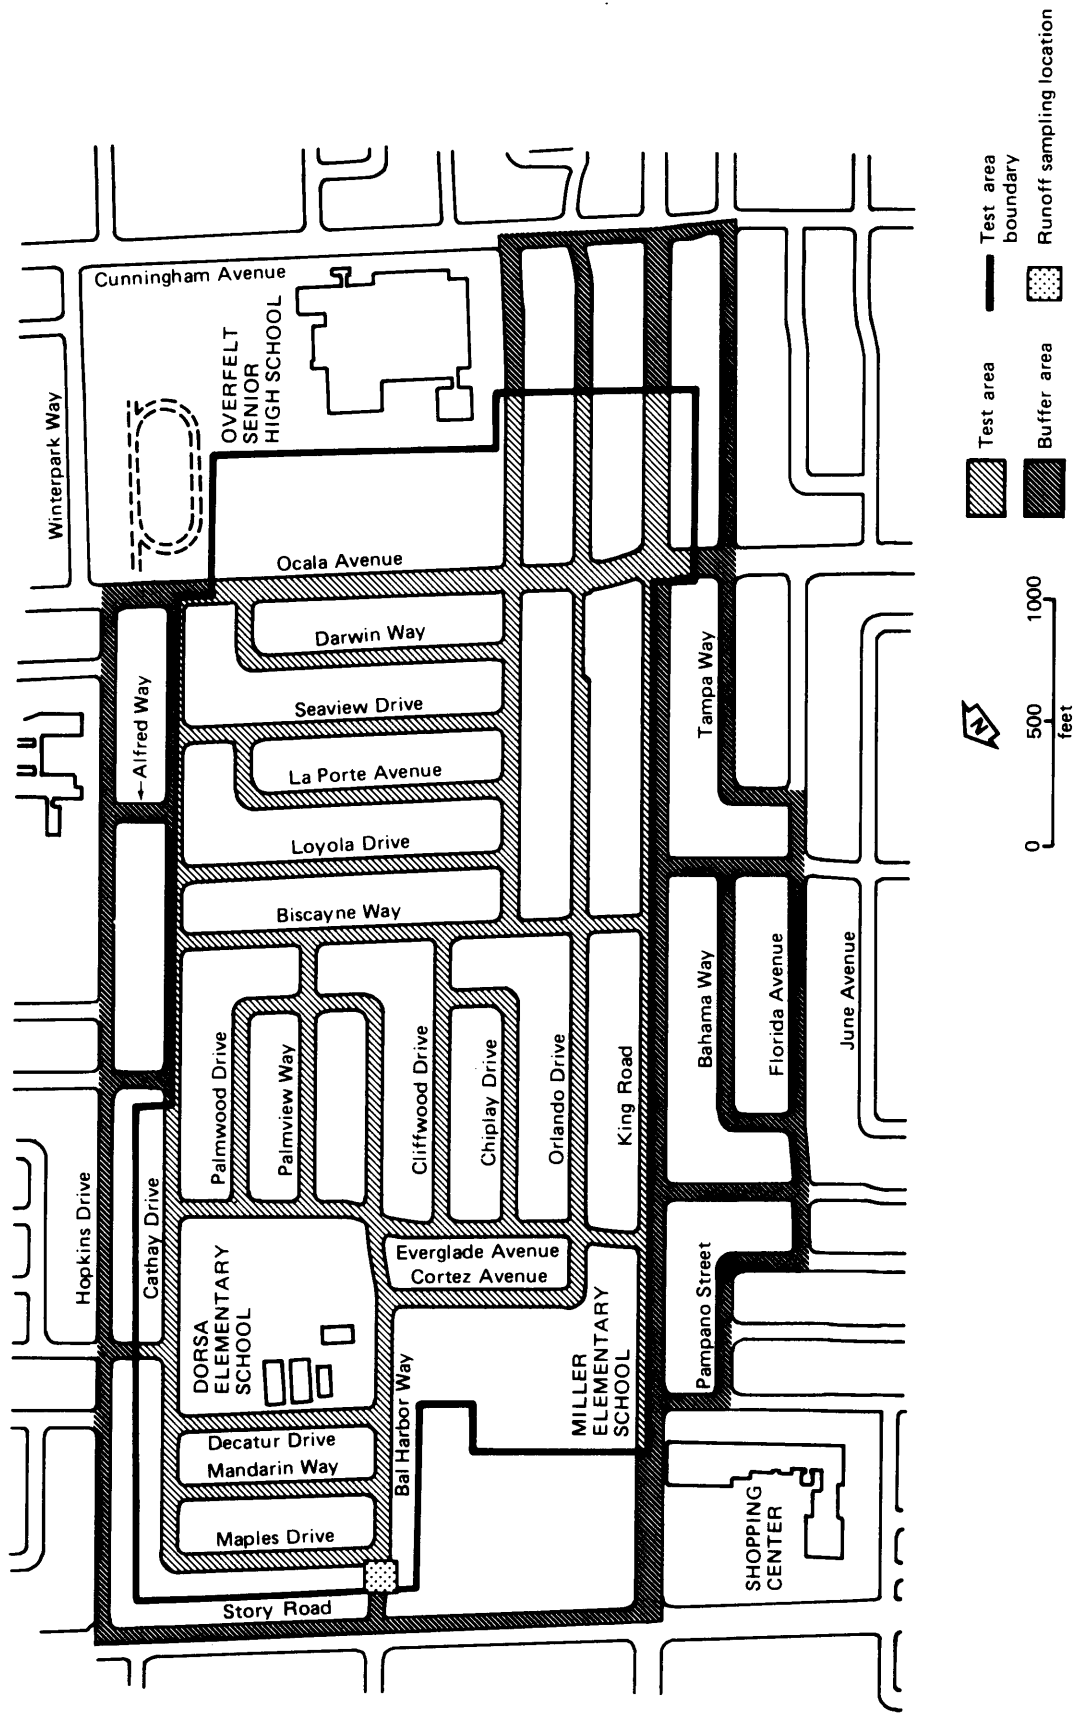 Cunningham Avenue
Winterpark Way
OVERFELT
SENIOR
HIGH SCHOOL
Ocala Avenue
Alfred Way
Darwin Way
Seaview Drive
La Porte Avenue
Loyola Drive
Biscayne Way
Tampa Way
Palmwood Drive
Palmview Way
Cliffwood Drive
Chiplay Drive
Orlando Drive
King Road
Bahama Way
Florida Avenue
June Avenue
Hopkins Drive
Cathay Drive
DORSA
ELEMENTARY
SCHOOL
Everglade Avenue
Cortez Avenue
Decatur Drive
Mandarin Way
Maples Drive
Bal Harbor Way
MILLER
ELEMENTARY
SCHOOL
Pampano Street
SHOPPING
CENTER
Story Road
N
0 500 1000
feet
Test area
Buffer area
Test area
boundary
Runoff sampling location